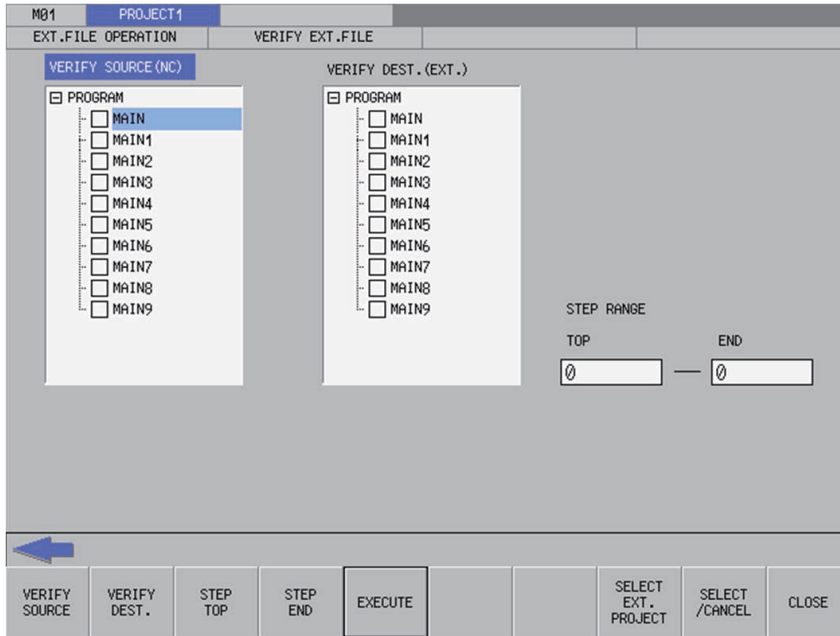 M01 PROJECT1
EXT.FILE OPERATION VERIFY EXT.FILE
VERIFY SOURCE(NC)
PROGRAM
MAIN
MAIN1
MAIN2
MAIN3
MAIN4
MAIN5
MAIN6
MAIN7
MAIN8
MAIN9
VERIFY DEST.(EXT.)
PROGRAM
MAIN
MAIN1
MAIN2
MAIN3
MAIN4
MAIN5
MAIN6
MAIN7
MAIN8
MAIN9
STEP RANGE
TOP END
0 — 0
VERIFY
SOURCE
VERIFY
DEST.
STEP
TOP
STEP
END
EXECUTE
SELECT
EXT.
PROJECT
SELECT
/CANCEL
CLOSE